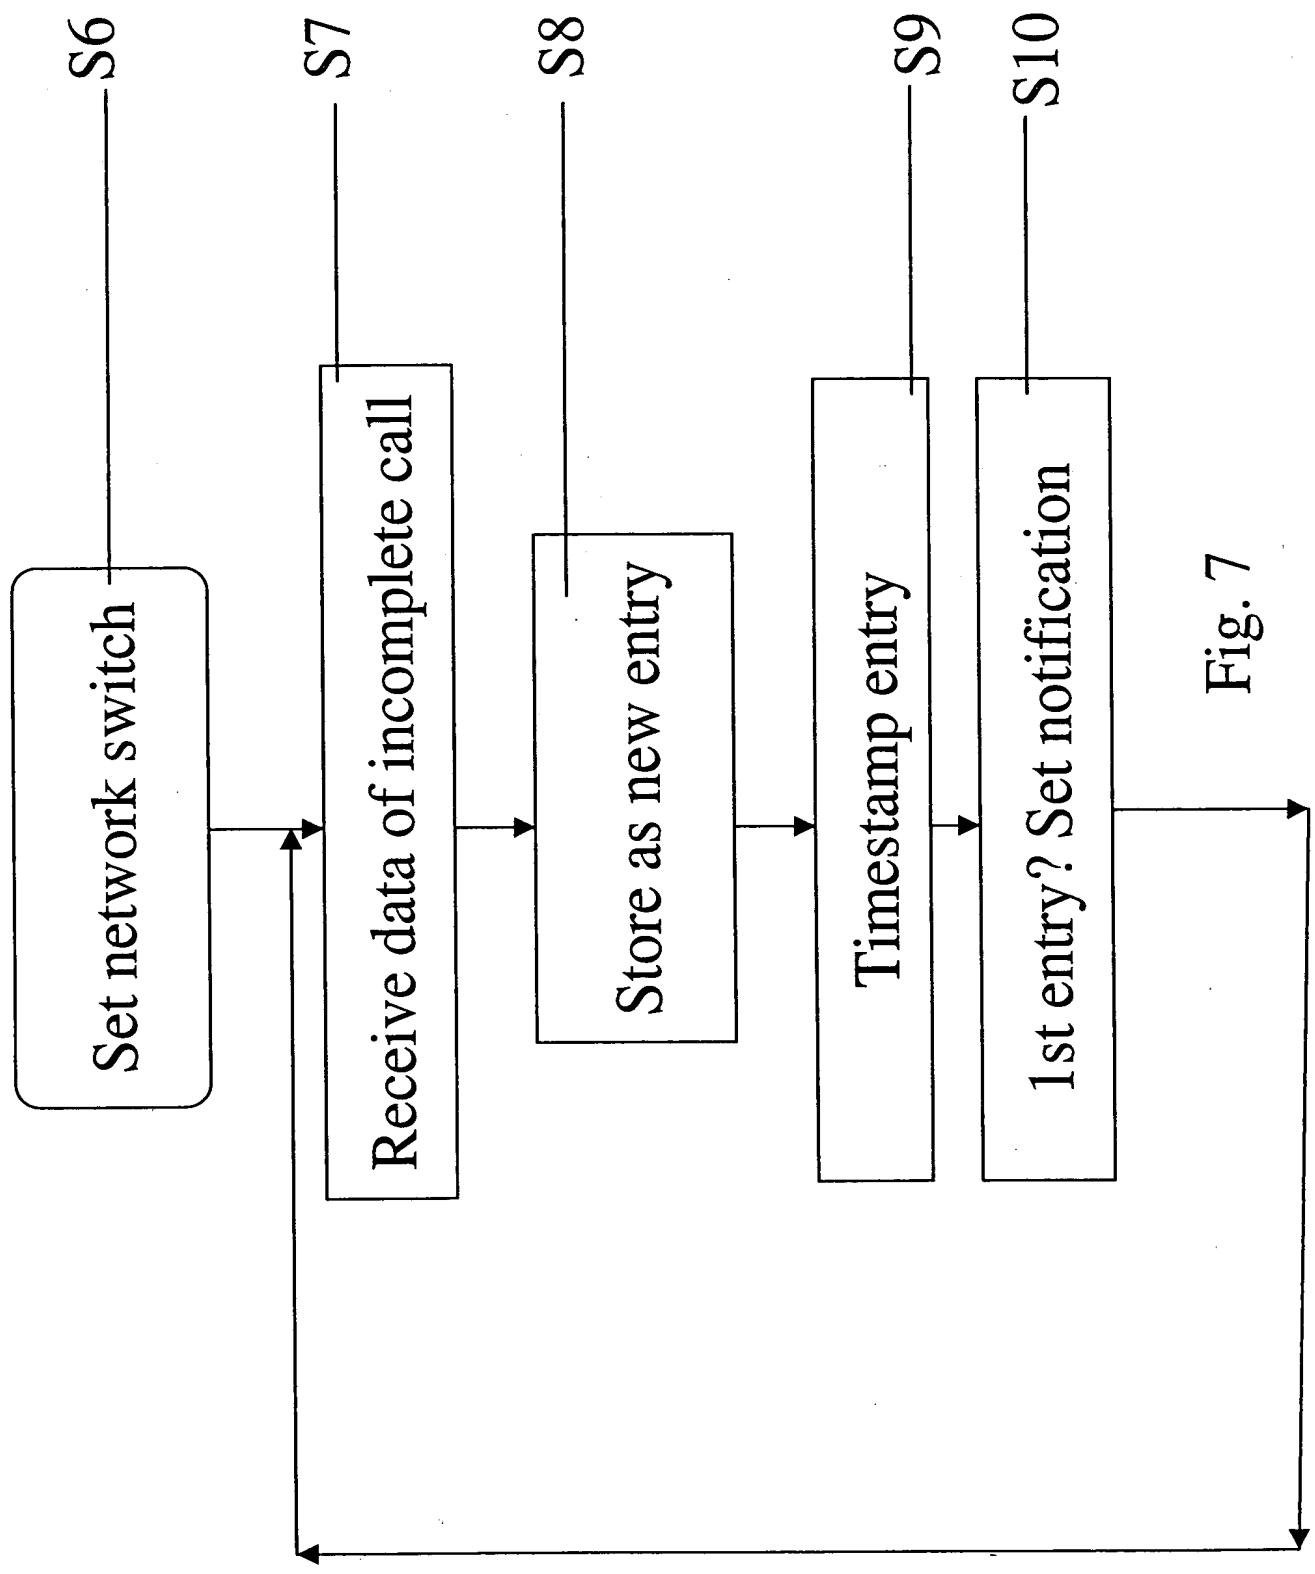 S6
Set network switch
S7
Receive data of incomplete call
S8
Store as new entry
S9
Timestamp entry
S10
1st entry? Set notification
Fig. 7